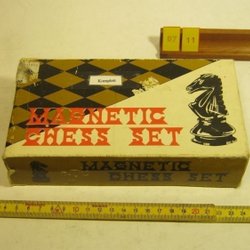 07 11
Komplett
MAGNETIC
CHESS SET
MAGNETIC
CHESS SET